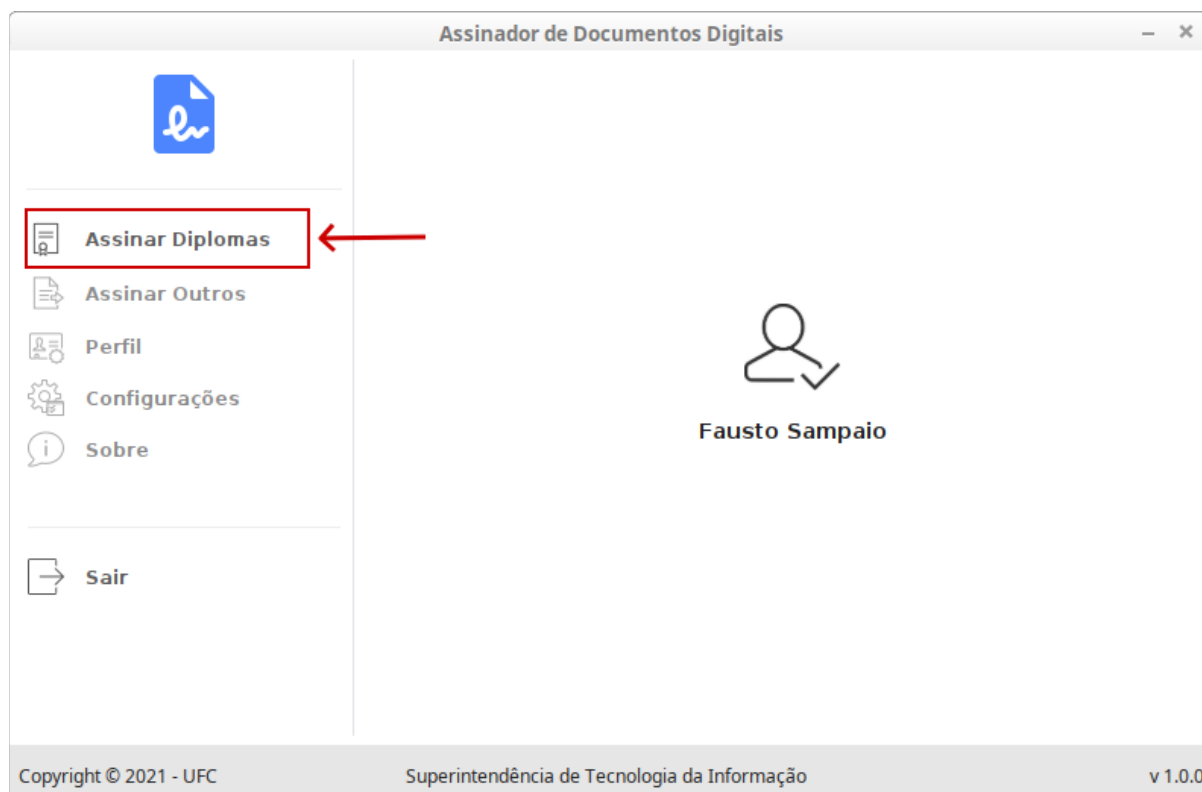 Assinador de Documentos Digitais
Assinar Diplomas
Assinar Outros
Perfil
Configurações
Sobre
Sair
Fausto Sampaio
Copyright © 2021 - UFC
Superintendência de Tecnologia da Informação
v 1.0.0